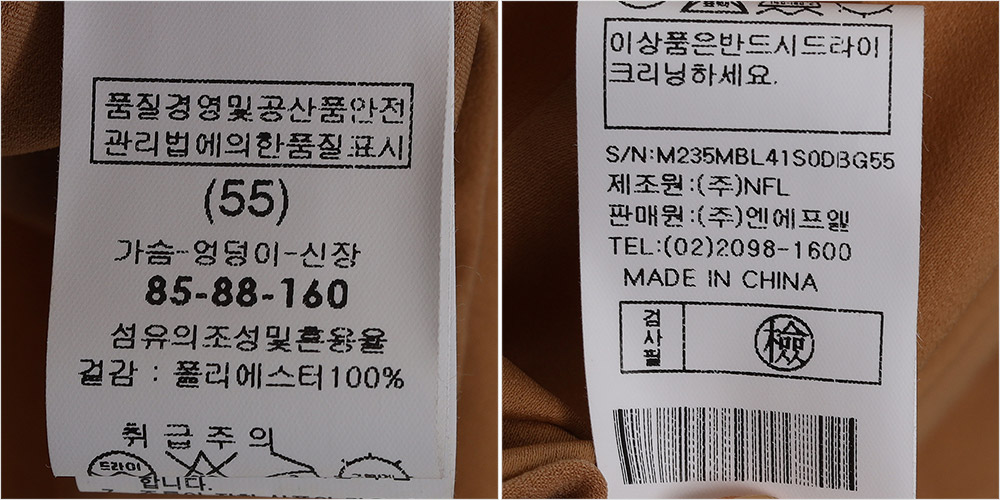 품질경영및공산품안전
관리법에의한품질표시
(55)
가슴-엉덩이-신장
85-88-160
섬유의조성및혼용율
겉감 : 폴리에스터100%
취급주의
드라이
합니다.
이상품은반드시드라이
크리닝하세요.
S/N:M235MBL41S0DBG55
제조원:(주)NFL
판매원:(주)엔에프엘
TEL:(02)2098-1600
MADE IN CHINA
검사필
檢